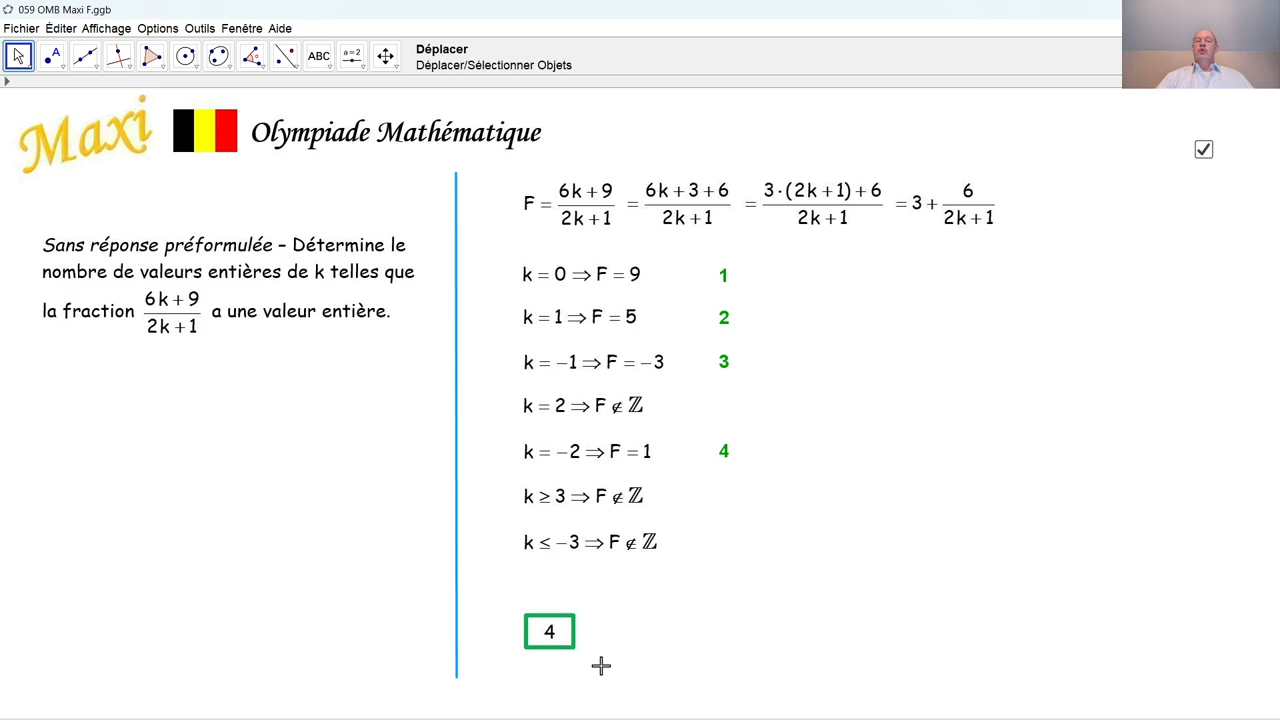 059 OMB Maxi F.ggb
Fichier Éditer Affichage Options Outils Fenêtre Aide
A
ABC
a=2
Déplacer
Déplacer/Sélectionner Objets
Maxi
Olympiade Mathématique
Sans réponse préformulée – Détermine le
nombre de valeurs entières de k telles que
la fraction (6k + 9)/(2k + 1) a une valeur entière.
F = (6k + 9)/(2k + 1) = (6k + 3 + 6)/(2k + 1) = (3·(2k + 1) + 6)/(2k + 1) = 3 + 6/(2k + 1)
k = 0 ⇒ F = 9 1
k = 1 ⇒ F = 5 2
k = −1 ⇒ F = −3 3
k = 2 ⇒ F ∉ ℤ
k = −2 ⇒ F = 1 4
k ≥ 3 ⇒ F ∉ ℤ
k ≤ −3 ⇒ F ∉ ℤ
4